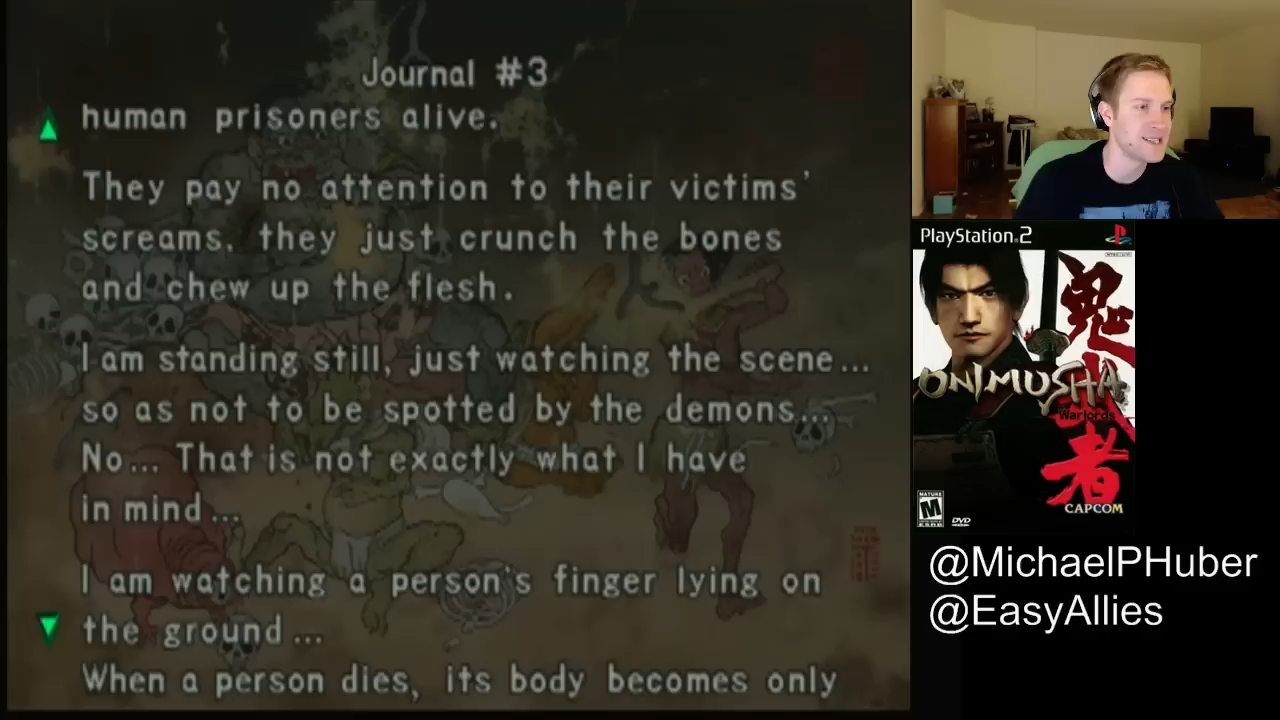 Journal #3
human prisoners alive.
They pay no attention to their victims'
screams, they just crunch the bones
and chew up the flesh.
I am standing still, just watching the scene...
so as not to be spotted by the demons...
No... That is not exactly what I have
in mind...
I am watching a person's finger lying on
the ground...
When a person dies, its body becomes only
PlayStation.2
鬼
武
者
ONIMUSHA
Warlords
MATURE
M
DVD
CAPCOM
@MichaelPHuber
@EasyAllies